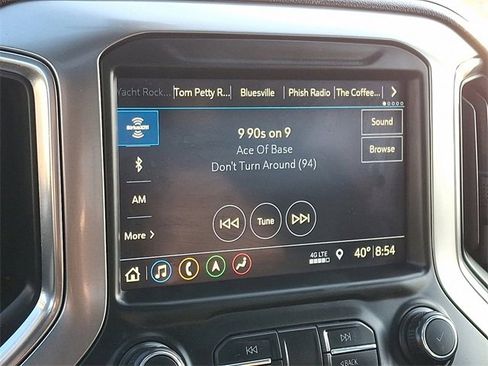 Yacht Rock... Tom Petty R... Bluesville Phish Radio The Coffee...
SiriusXM
Sound
9 90s on 9
Ace Of Base
Browse
Don't Turn Around (94)
AM
Tune
More
4G LTE
40° 8:54
BACK